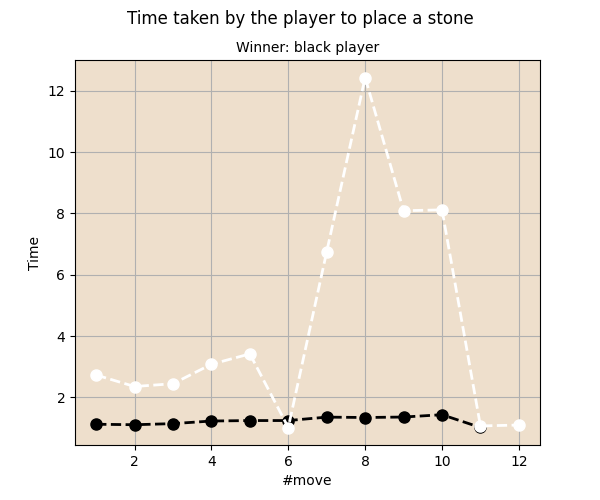 Time taken by the player to place a stone
Winner: black player
12
10
8
6
4
2
Time
2 4 6 8 10 12
#move